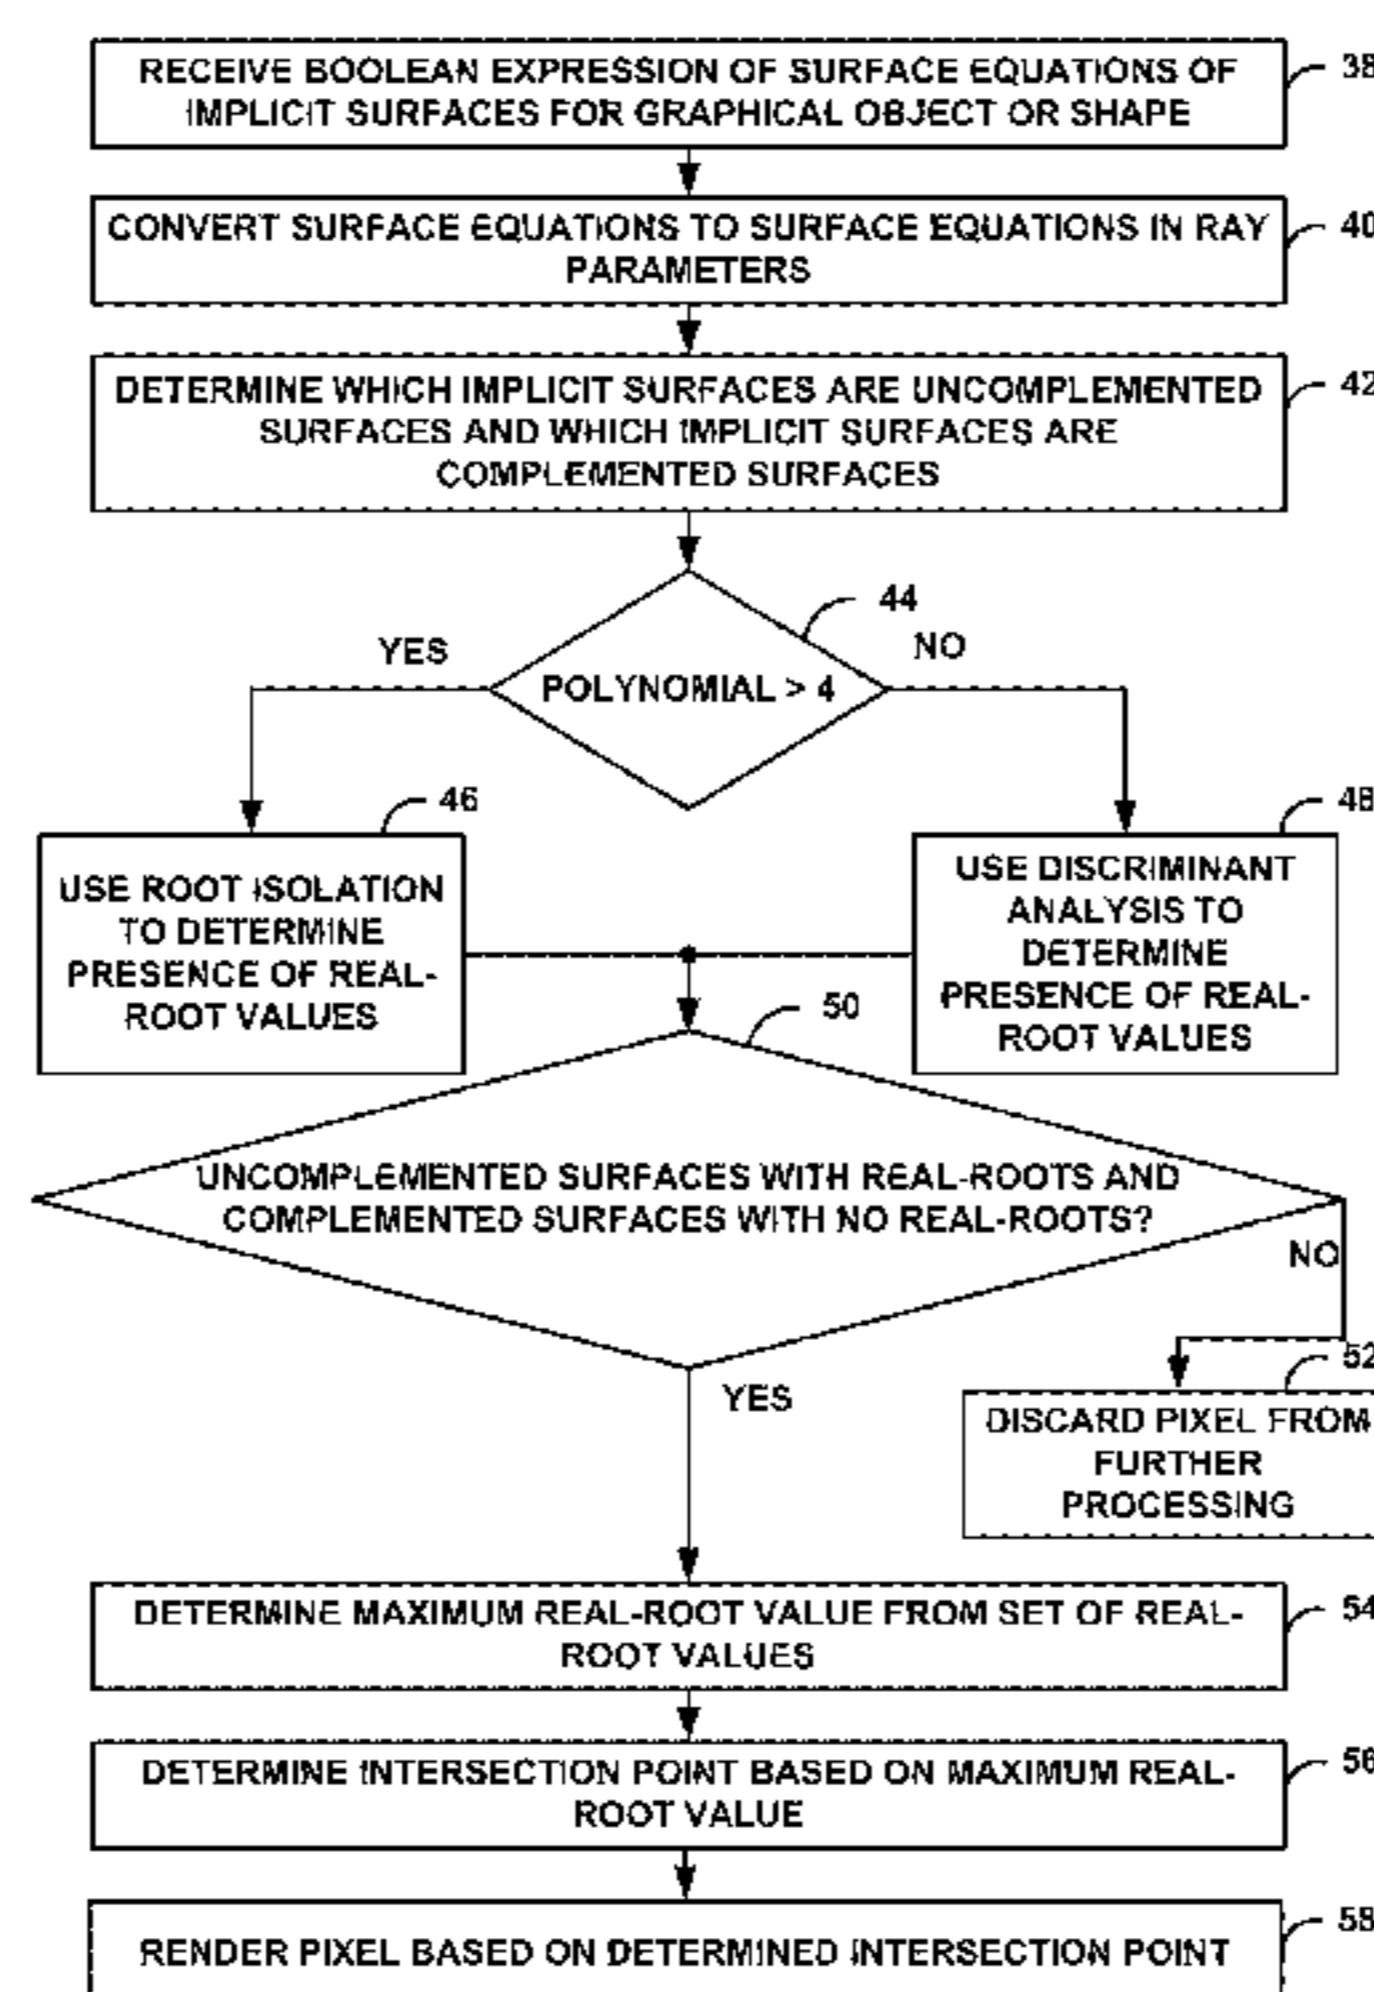 RECEIVE BOOLEAN EXPRESSION OF SURFACE EQUATIONS OF
IMPLICIT SURFACES FOR GRAPHICAL OBJECT OR SHAPE
38
CONVERT SURFACE EQUATIONS TO SURFACE EQUATIONS IN RAY
PARAMETERS
40
DETERMINE WHICH IMPLICIT SURFACES ARE UNCOMPLEMENTED
SURFACES AND WHICH IMPLICIT SURFACES ARE
COMPLEMENTED SURFACES
42
44
YES
NO
POLYNOMIAL > 4
46
48
USE ROOT ISOLATION
TO DETERMINE
PRESENCE OF REAL-
ROOT VALUES
USE DISCRIMINANT
ANALYSIS TO
DETERMINE
PRESENCE OF REAL-
ROOT VALUES
50
UNCOMPLEMENTED SURFACES WITH REAL-ROOTS AND
COMPLEMENTED SURFACES WITH NO REAL-ROOTS?
NO
YES
52
DISCARD PIXEL FROM
FURTHER
PROCESSING
DETERMINE MAXIMUM REAL-ROOT VALUE FROM SET OF REAL-
ROOT VALUES
54
DETERMINE INTERSECTION POINT BASED ON MAXIMUM REAL-
ROOT VALUE
56
RENDER PIXEL BASED ON DETERMINED INTERSECTION POINT
58